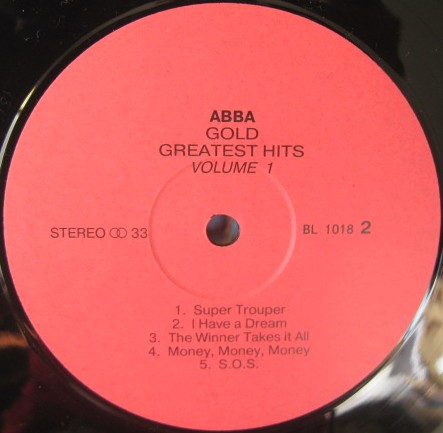 ABBA
GOLD
GREATEST HITS
VOLUME 1
STEREO 33 BL 1018 2
1. Super Trouper
2. I Have a Dream
3. The Winner Takes it All
4. Money, Money, Money
5. S.O.S.